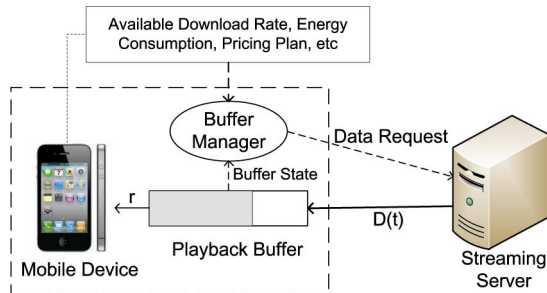 Available Download Rate, Energy
Consumption, Pricing Plan, etc
Buffer
Manager
Data Request
Buffer State
r
D(t)
Playback Buffer
Mobile Device
Streaming
Server